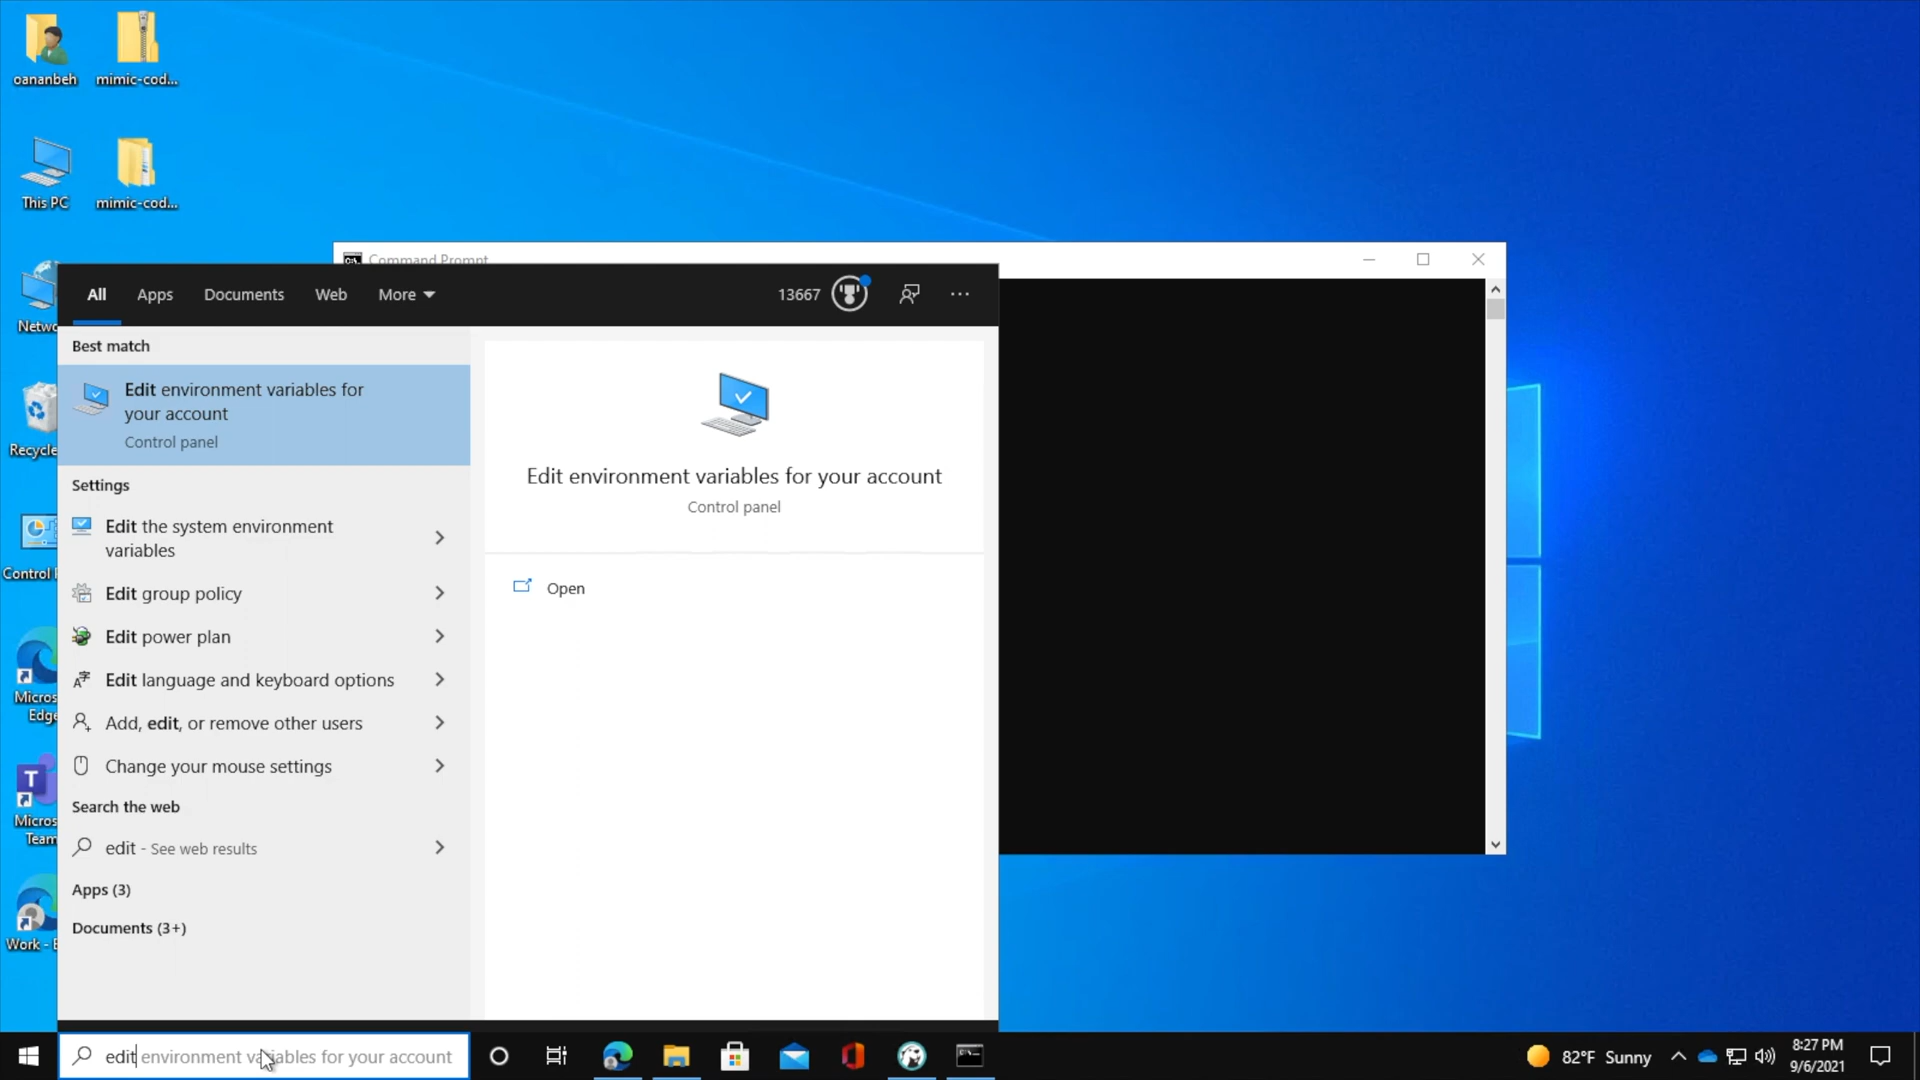 oananbeh
mimic-cod...
This PC
mimic-cod...
Command Prompt
All
Apps
Documents
Web
More
13667
Best match
Edit environment variables for
your account
Control panel
Settings
Edit the system environment
variables
Edit group policy
Edit power plan
Edit language and keyboard options
Add, edit, or remove other users
Change your mouse settings
Search the web
edit - See web results
Apps (3)
Documents (3+)
Edit environment variables for your account
Control panel
Open
Netwo
Recycle
Control
Micros
Edge
T
Micros
Team
Work - E
edit environment variables for your account
82°F Sunny
8:27 PM
9/6/2021